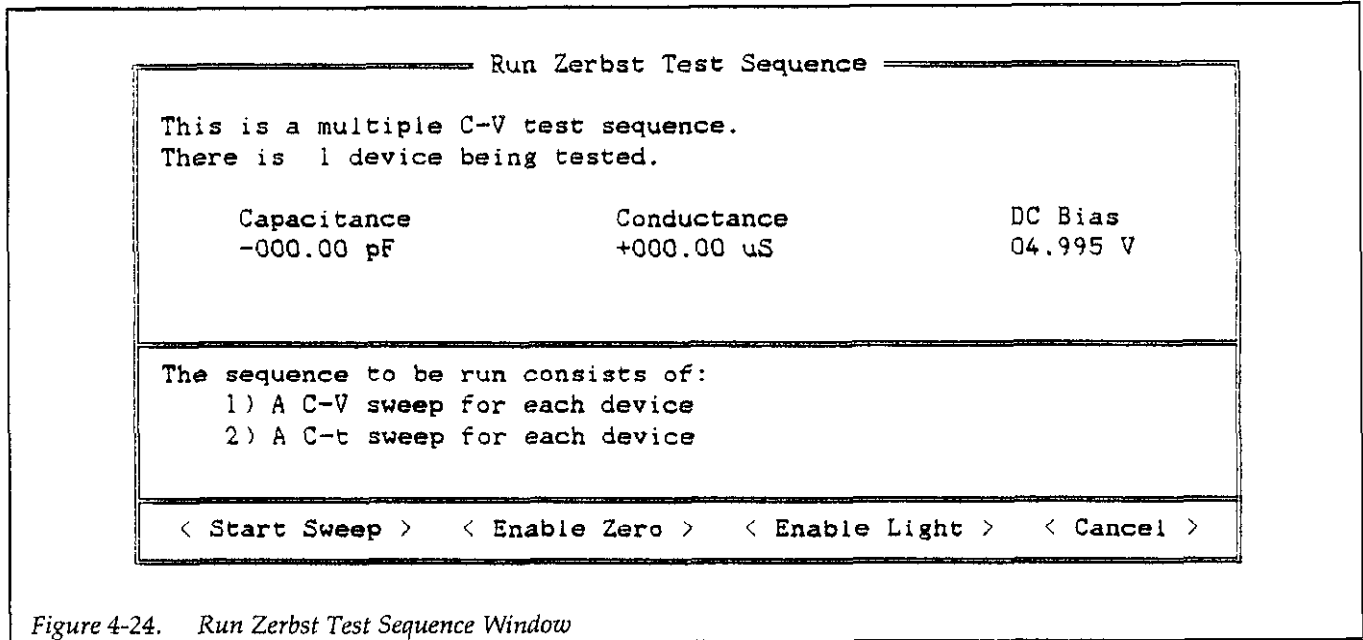 Run Zerbst Test Sequence
This is a multiple C-V test sequence.
There is 1 device being tested.
Capacitance Conductance DC Bias
-000.00 pF +000.00 uS 04.995 V
The sequence to be run consists of:
1) A C-V sweep for each device
2) A C-t sweep for each device
< Start Sweep > < Enable Zero > < Enable Light > < Cancel >
Figure 4-24. Run Zerbst Test Sequence Window